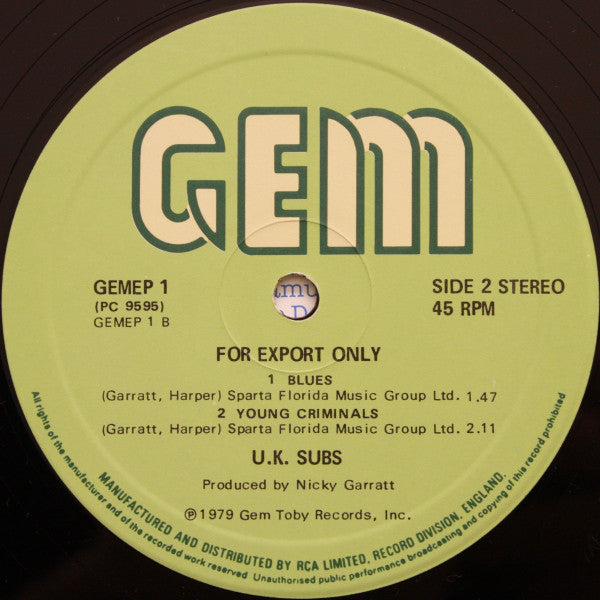 GEM
GEMEP 1
(PC 9595)
GEMEP 1 B
SIDE 2 STEREO
45 RPM
FOR EXPORT ONLY
1 BLUES
(Garratt, Harper) Sparta Florida Music Group Ltd. 1.47
2 YOUNG CRIMINALS
(Garratt, Harper) Sparta Florida Music Group Ltd. 2.11
U.K. SUBS
Produced by Nicky Garratt
℗1979 Gem Toby Records, Inc.
MANUFACTURED AND DISTRIBUTED BY RCA LIMITED, RECORD DIVISION, ENGLAND.
All rights of the manufacturer and of the recorded work reserved Unauthorised public performance broadcasting and copying of this record prohibited